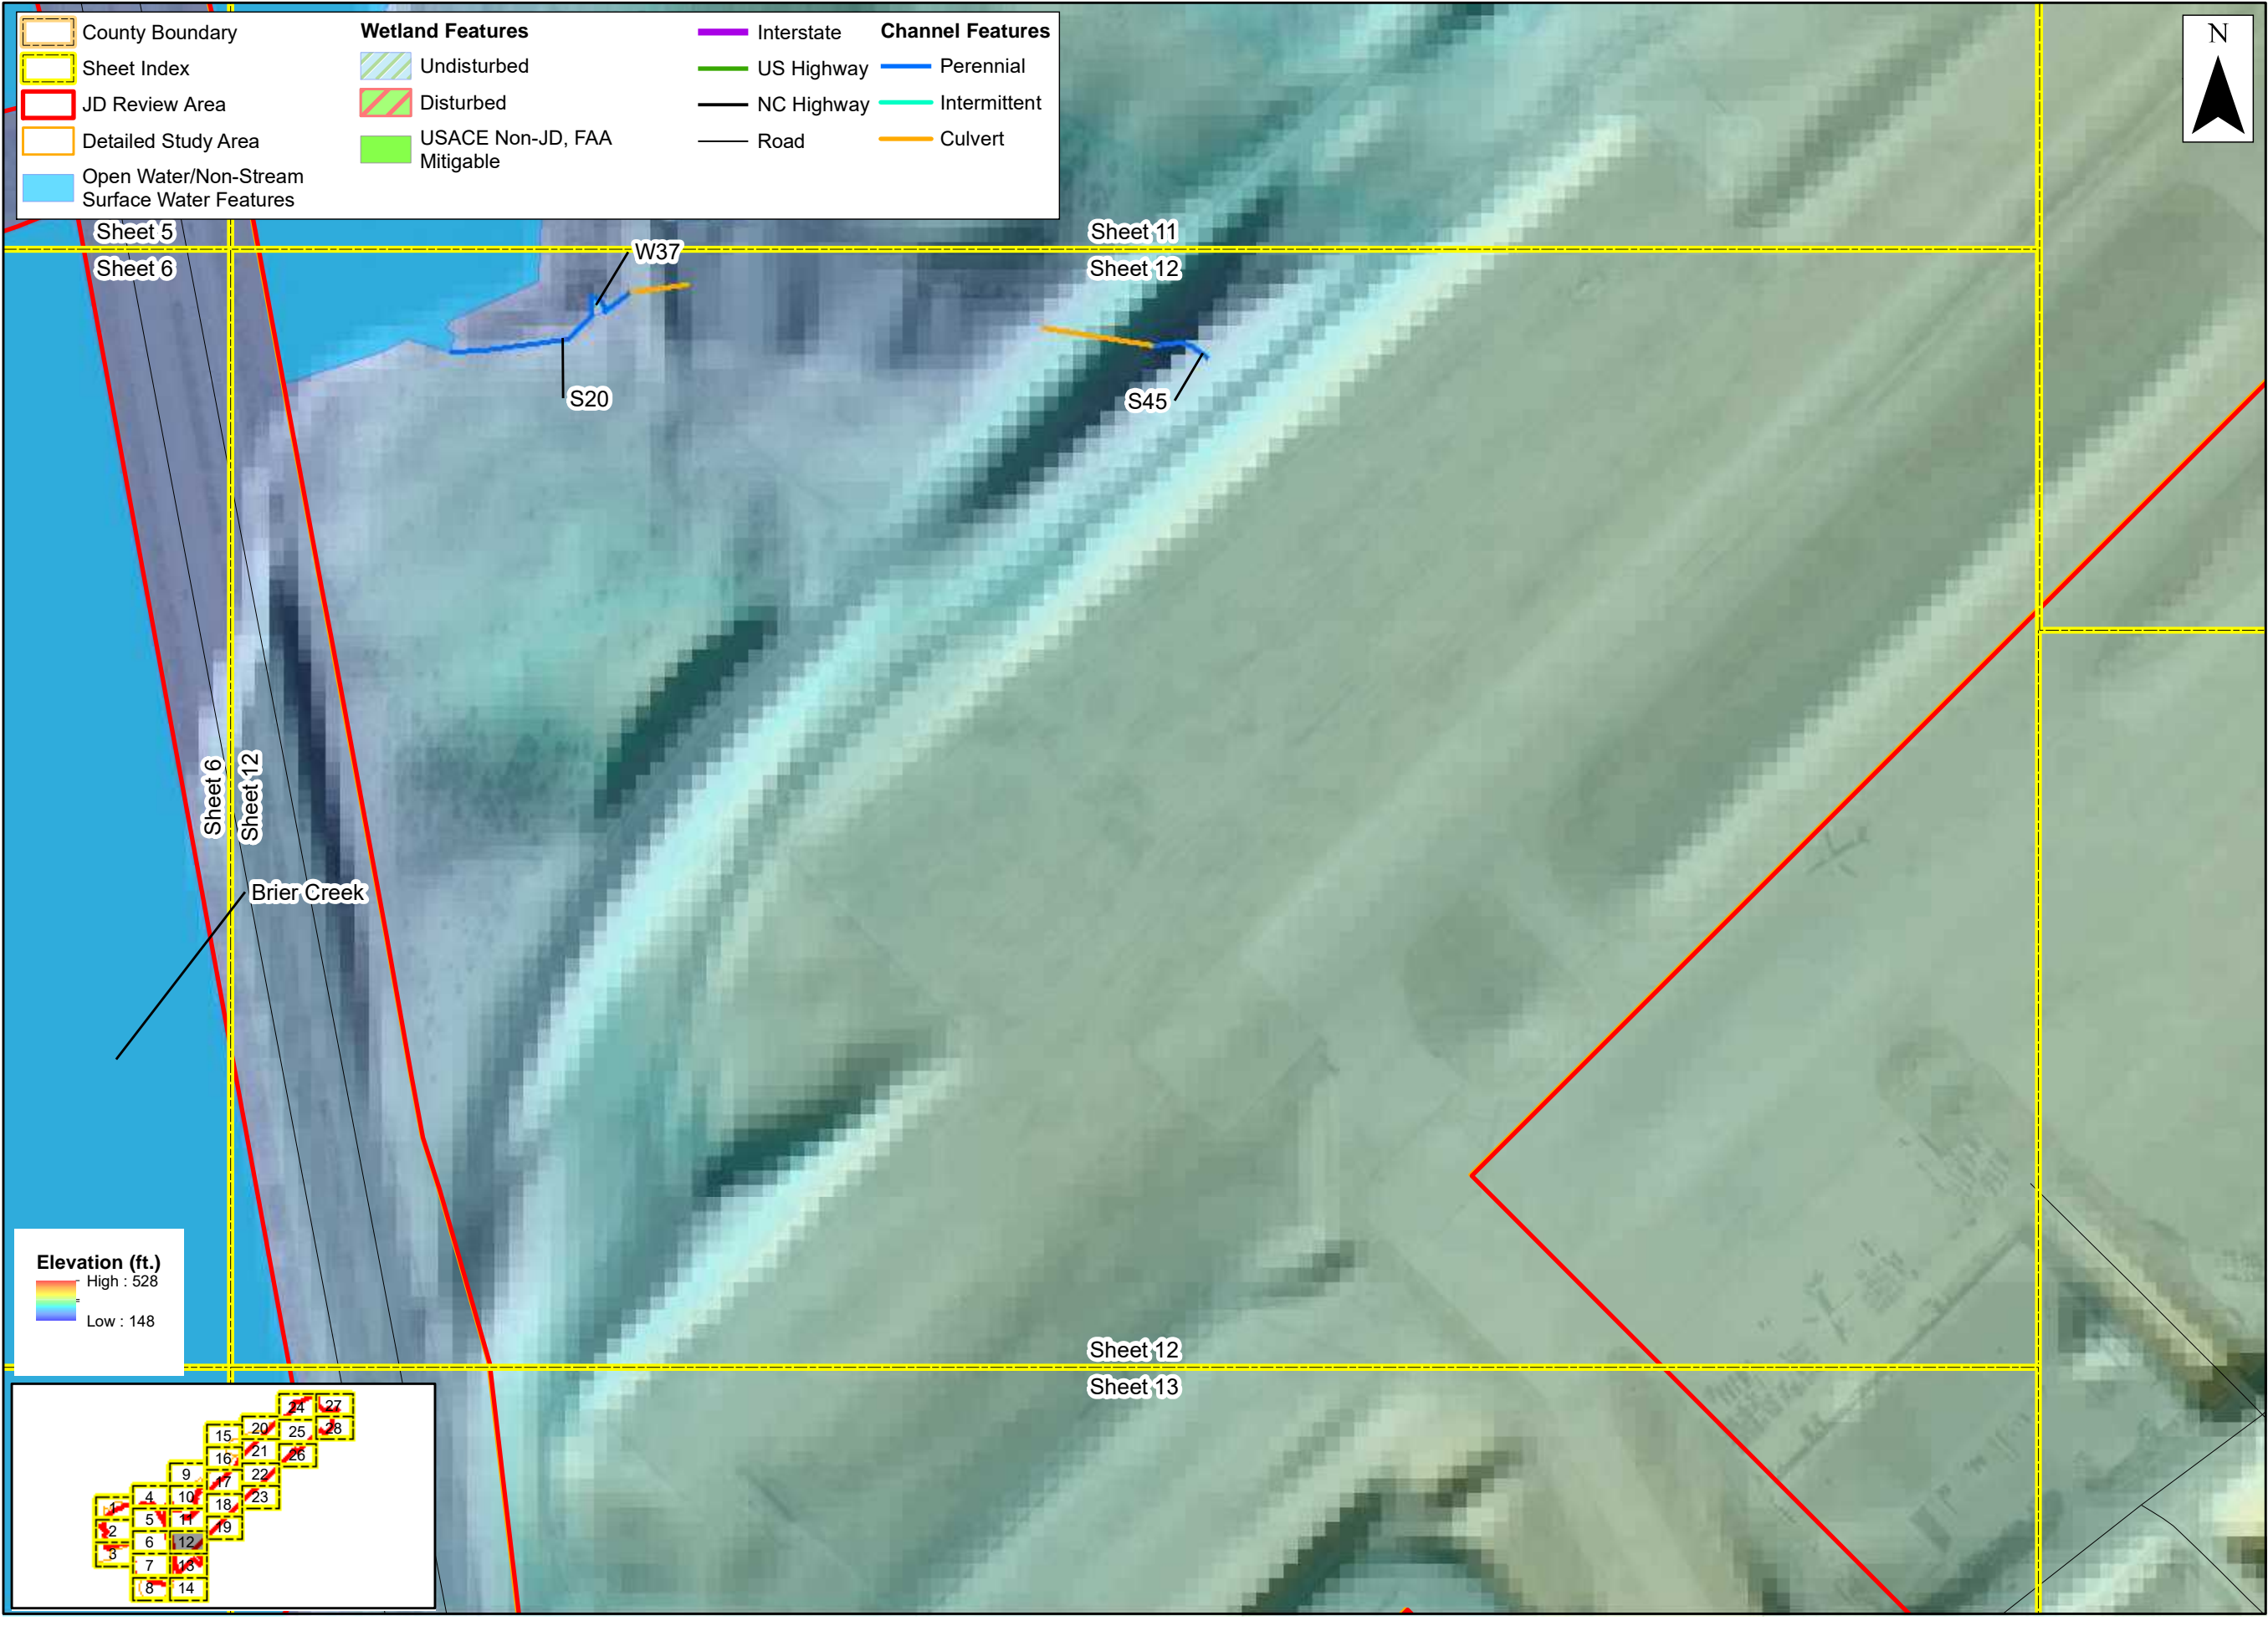 County Boundary
Sheet Index
JD Review Area
Detailed Study Area
Open Water/Non-Stream
Surface Water Features
Wetland Features
Undisturbed
Disturbed
USACE Non-JD, FAA
Mitigable
Interstate
US Highway
NC Highway
Road
Channel Features
Perennial
Intermittent
Culvert
N
Sheet 5
Sheet 6
Sheet 11
Sheet 12
W37
S20
S45
Sheet 6
Sheet 12
Brier Creek
Elevation (ft.)
High : 528
Low : 148
Sheet 12
Sheet 13
24 27
15 20 25 28
16 21 26
9 17 22
4 10 18 23
1 5 11 19
2 6 12
3 7 13
8 14